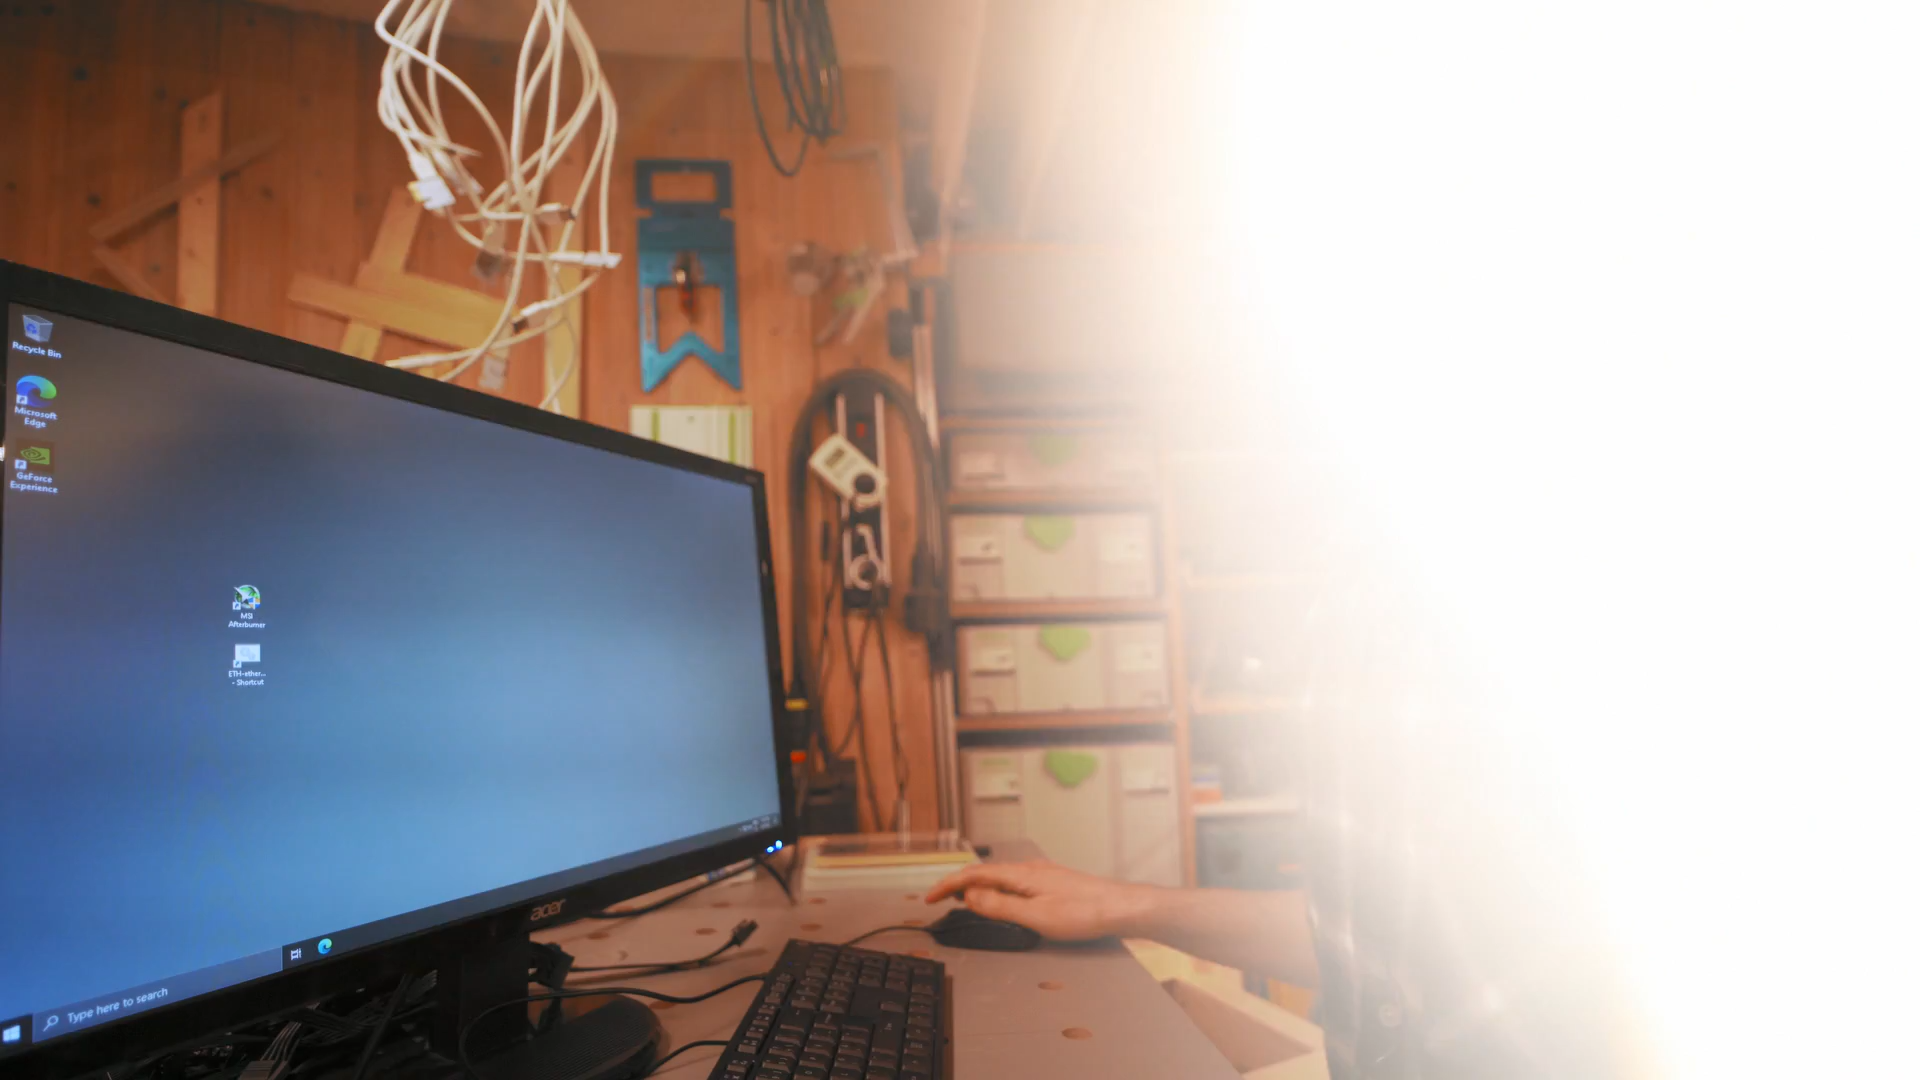 Recycle Bin
Microsoft
Edge
GeForce
Experience
MSI
Afterburner
ETH-ether...
- Shortcut
acer
Type here to search